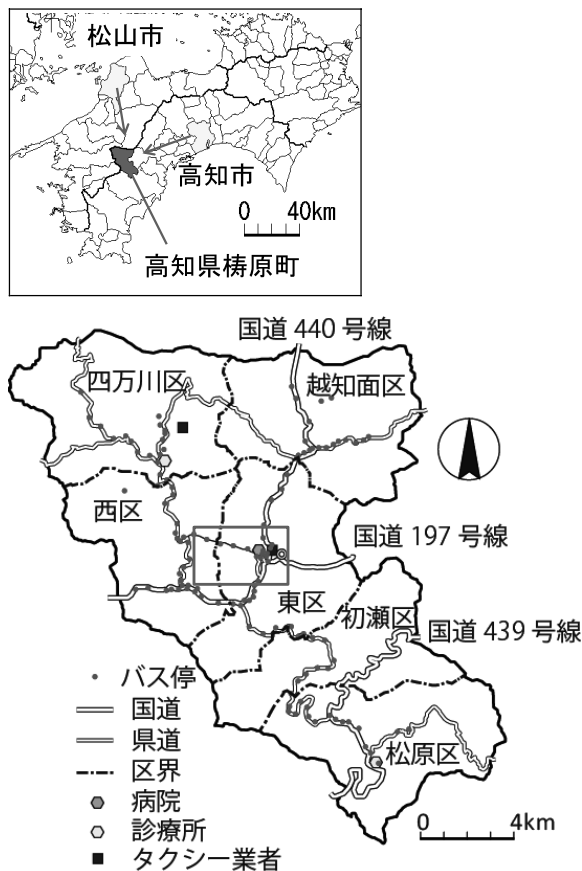 松山市
高知市
0 40km
高知県梼原町
国道 440 号線
四万川区
越知面区
西区
国道 197 号線
東区
初瀬区
国道 439 号線
バス停
国道
県道
区界
病院
診療所
タクシー業者
松原区
0 4km